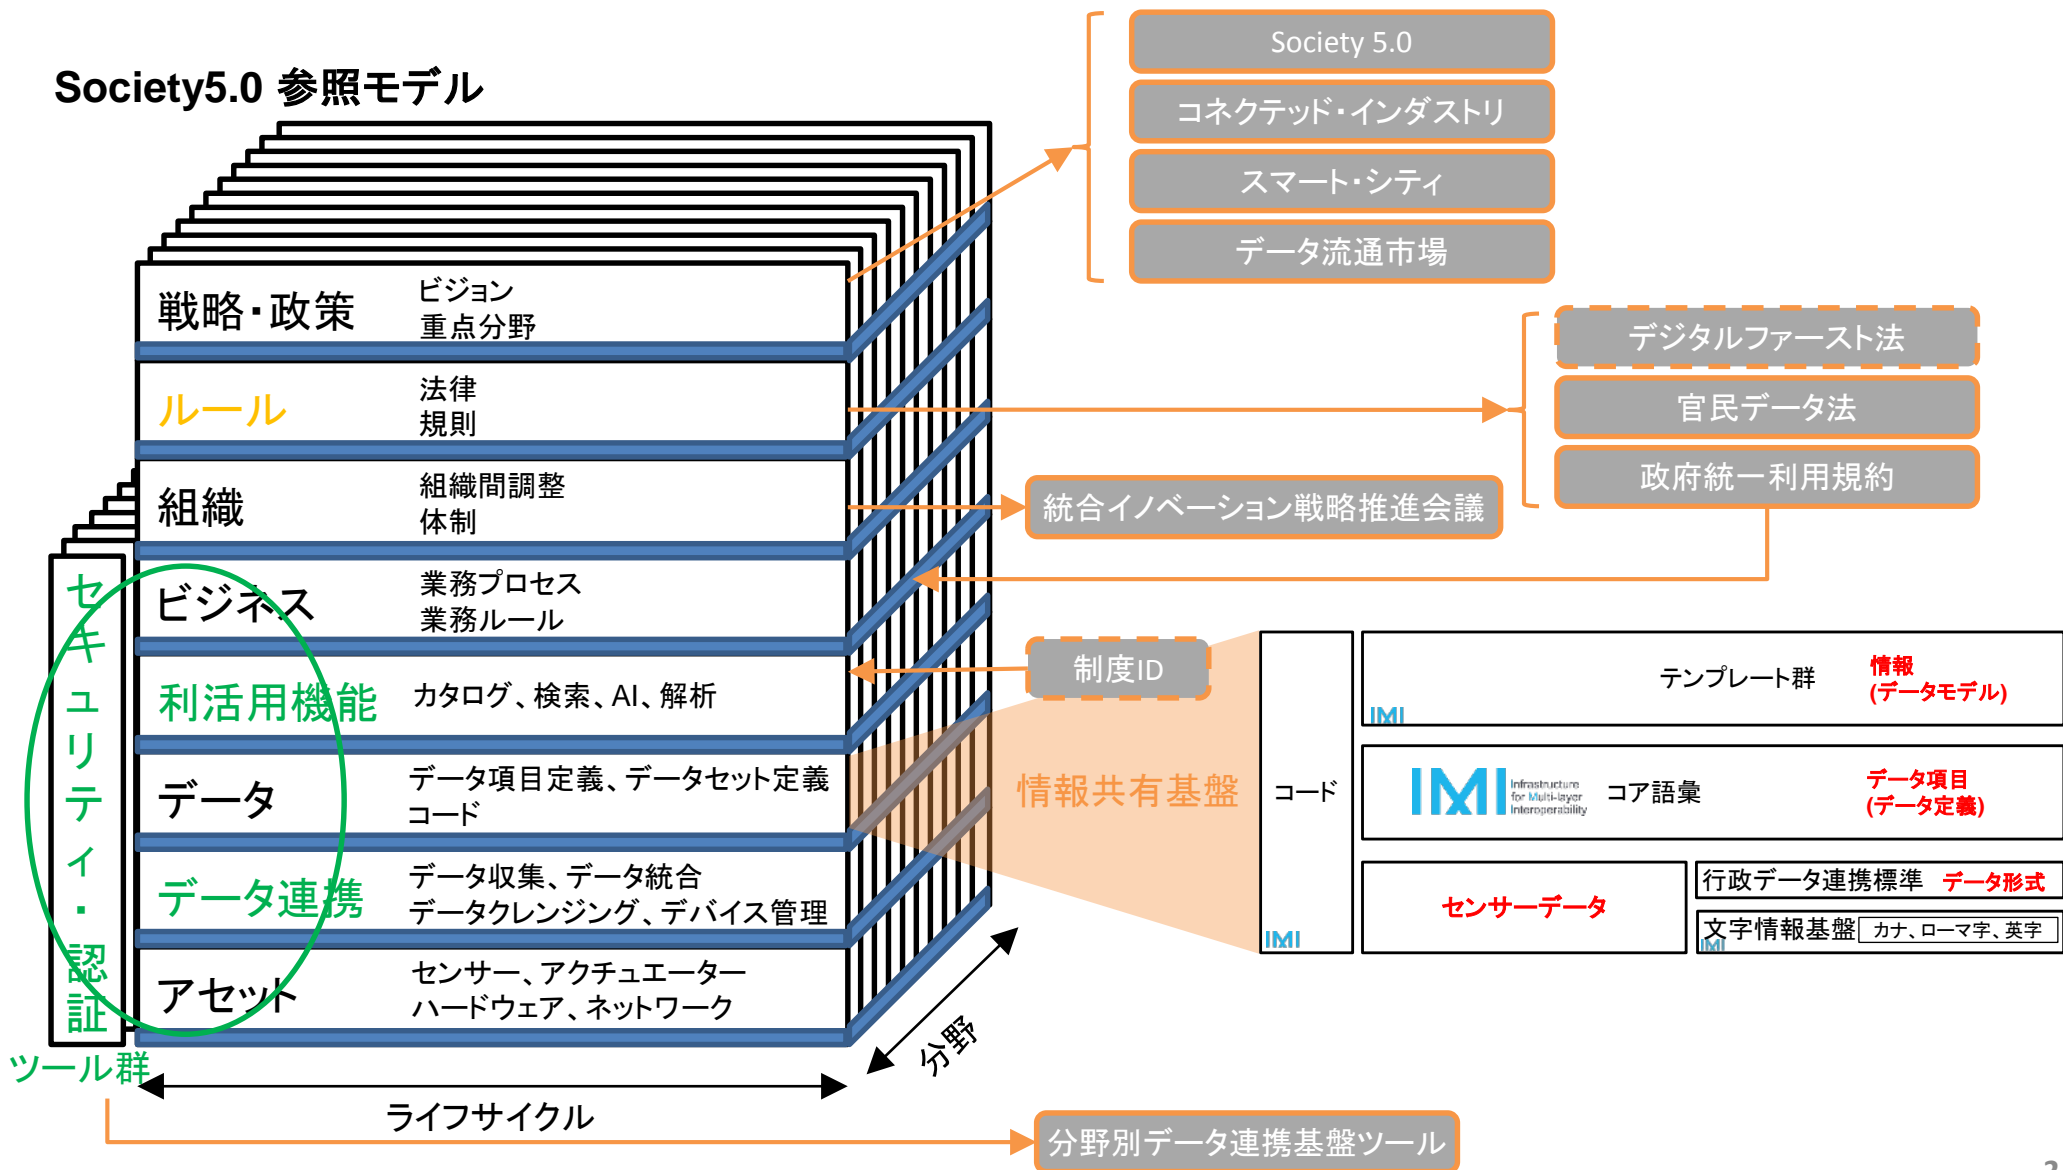 Society5.0 参照モデル
Society 5.0
コネクテッド・インダストリ
スマート・シティ
データ流通市場
戦略・政策
ビジョン
重点分野
ルール
法律
規則
デジタルファースト法
官民データ法
政府統一利用規約
組織
組織間調整
体制
統合イノベーション戦略推進会議
ビジネス
業務プロセス
業務ルール
利活用機能
カタログ、検索、AI、解析
制度ID
データ
データ項目定義、データセット定義
コード
データ連携
データ収集、データ統合
データクレンジング、デバイス管理
アセット
センサー、アクチュエーター
ハードウェア、ネットワーク
セキュリティ・認証
ツール群
ライフサイクル
分野
分野別データ連携基盤ツール
情報共有基盤
コード
IMI
テンプレート群
情報
(データモデル)
IMI
IMI
Infrastructure
for Multi-layer
Interoperability
コア語彙
データ項目
(データ定義)
センサーデータ
行政データ連携標準 データ形式
文字情報基盤 カナ、ローマ字、英字
IMI